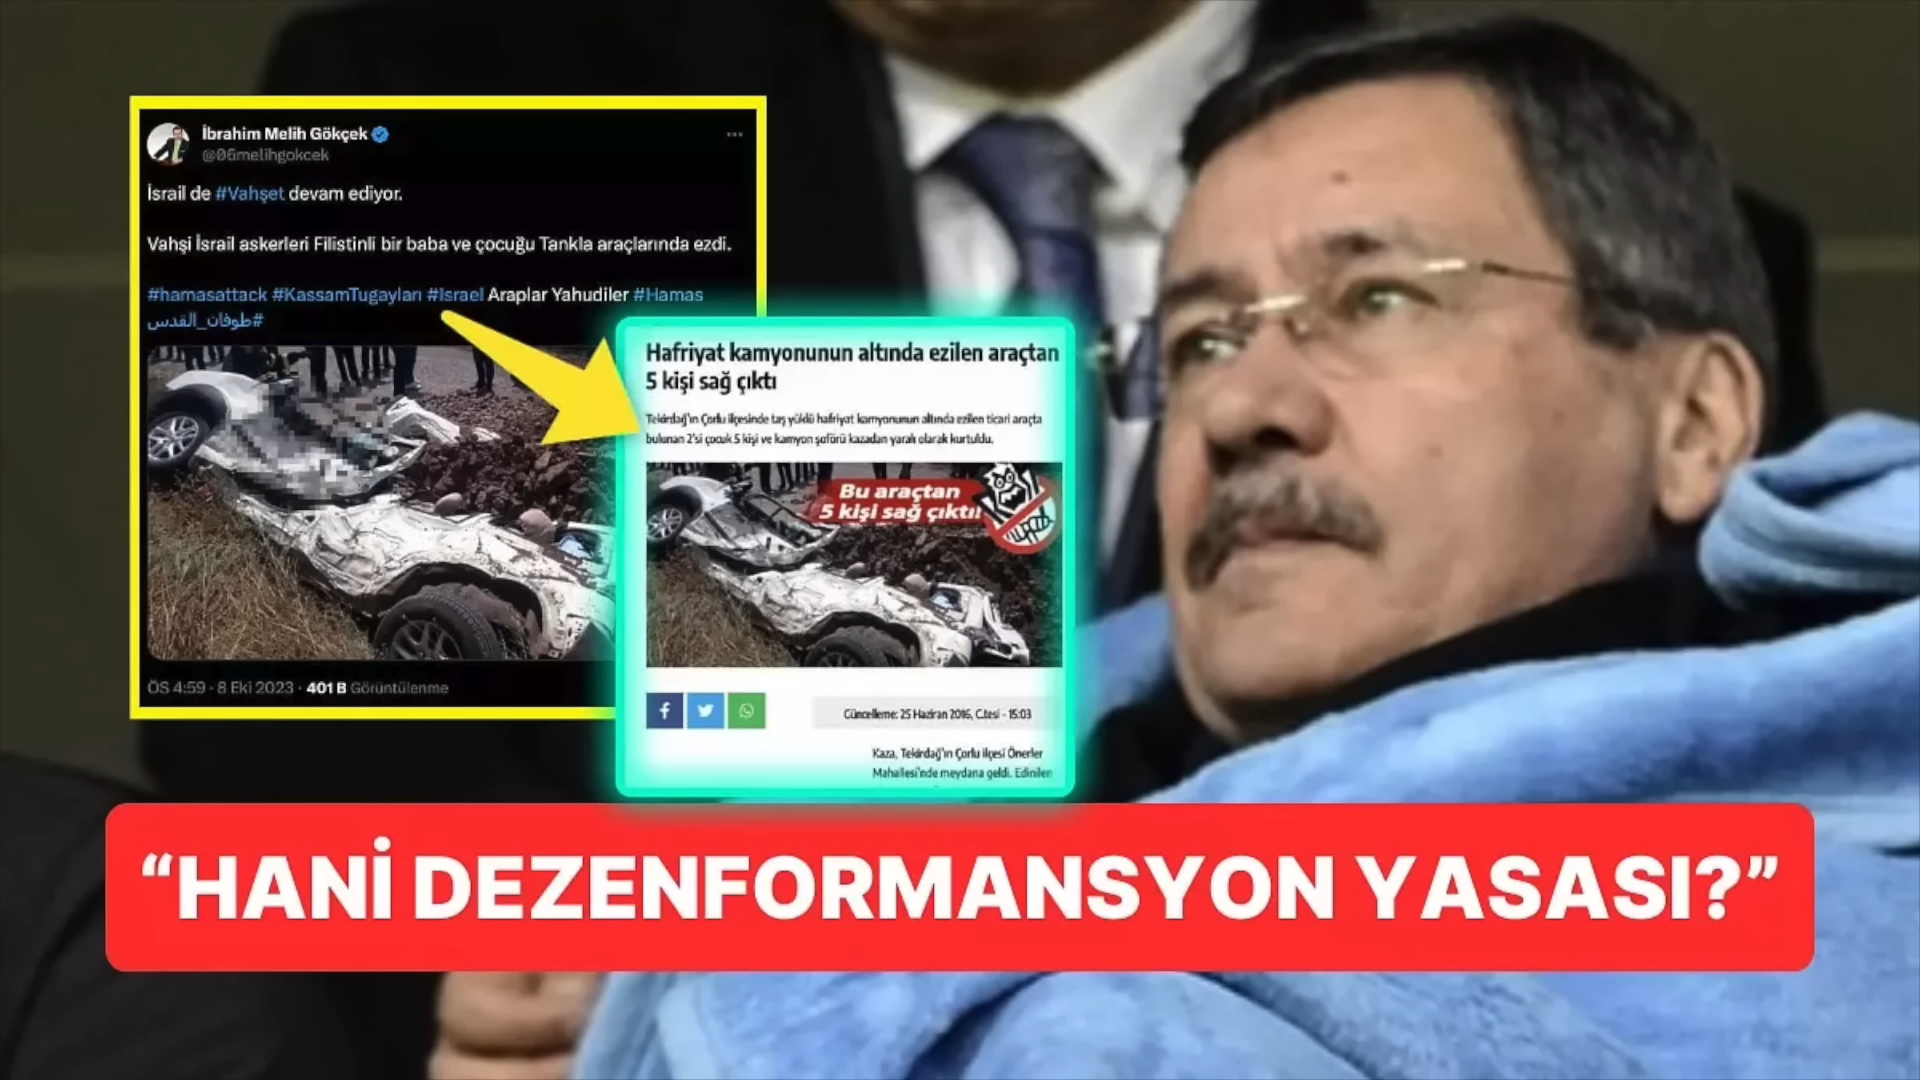 İbrahim Melih Gökçek
@06melihgokcek
İsrail de #Vahşet devam ediyor.
Vahşi İsrail askerleri Filistinli bir baba ve çocuğu Tankla araçlarında ezdi.
#hamasattack #KassamTugayları #Israel Araplar Yahudiler #Hamas
#طوفان_القدس
ÖS 4:59 · 8 Eki 2023 · 401 B Görüntülenme
Hafriyat kamyonunun altında ezilen araçtan
5 kişi sağ çıktı
Tekirdağ'ın Çorlu ilçesinde taş yüklü hafriyat kamyonunun altında ezilen ticari araçta
bulunan 2'si çocuk 5 kişi ve kamyon şoförü kazadan yaralı olarak kurtuldu.
Bu araçtan
5 kişi sağ çıktı!
Güncelleme: 25 Haziran 2016, C.tesi - 15:03
Kaza, Tekirdağ'ın Çorlu ilçesi Önerler
Mahallesi'nde meydana geldi. Edinilen
“HANİ DEZENFORMANSYON YASASI?”